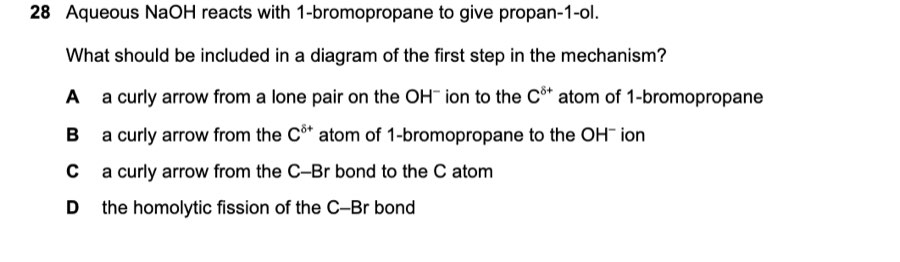 28 Aqueous NaOH reacts with 1-bromopropane to give propan-1-ol.
What should be included in a diagram of the first step in the mechanism?
A a curly arrow from a lone pair on the OH⁻ ion to the Cᵟ⁺ atom of 1-bromopropane
B a curly arrow from the Cᵟ⁺ atom of 1-bromopropane to the OH⁻ ion
C a curly arrow from the C–Br bond to the C atom
D the homolytic fission of the C–Br bond